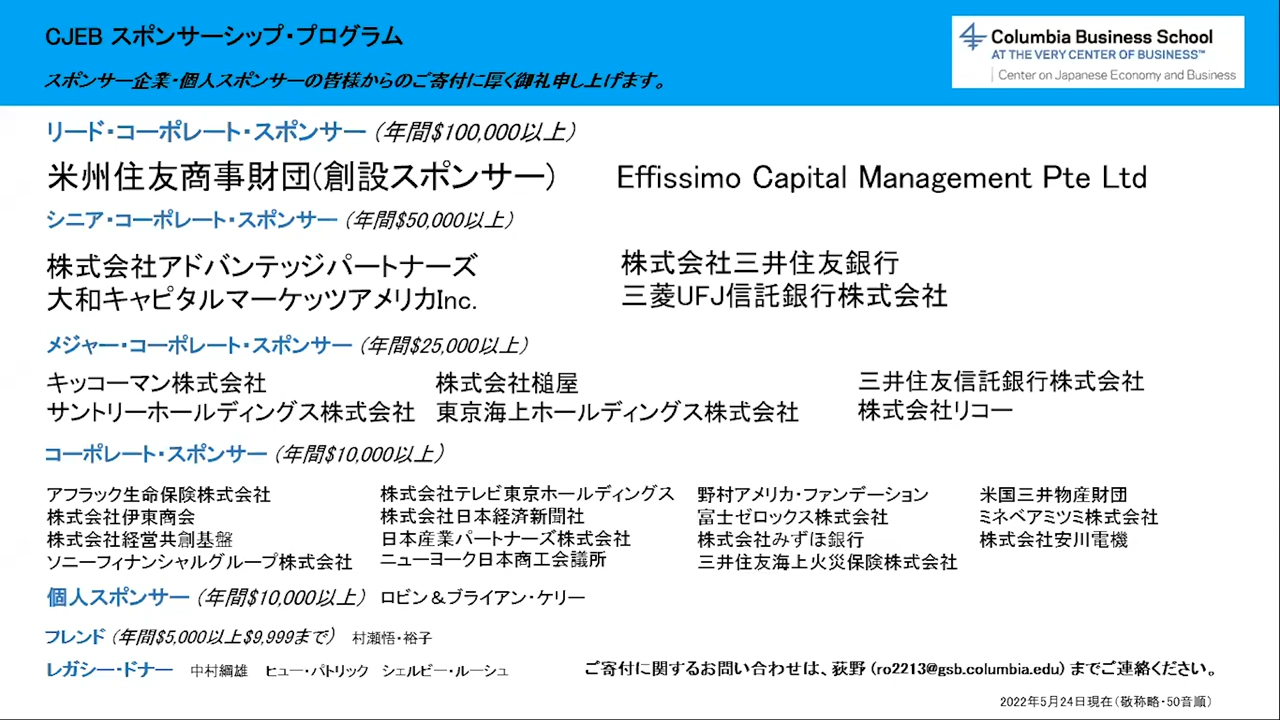 CJEB スポンサーシップ・プログラム
スポンサー企業・個人スポンサーの皆様からのご寄付に厚く御礼申し上げます。
Columbia Business School
AT THE VERY CENTER OF BUSINESS™
Center on Japanese Economy and Business
リード・コーポレート・スポンサー (年間$100,000以上)
米州住友商事財団(創設スポンサー) Effissimo Capital Management Pte Ltd
シニア・コーポレート・スポンサー (年間$50,000以上)
株式会社アドバンテッジパートナーズ 株式会社三井住友銀行
大和キャピタルマーケッツアメリカInc. 三菱UFJ信託銀行株式会社
メジャー・コーポレート・スポンサー (年間$25,000以上)
キッコーマン株式会社 株式会社槌屋 三井住友信託銀行株式会社
サントリーホールディングス株式会社 東京海上ホールディングス株式会社 株式会社リコー
コーポレート・スポンサー (年間$10,000以上)
アフラック生命保険株式会社 株式会社テレビ東京ホールディングス 野村アメリカ・ファンデーション 米国三井物産財団
株式会社伊東商会 株式会社日本経済新聞社 富士ゼロックス株式会社 ミネベアミツミ株式会社
株式会社経営共創基盤 日本産業パートナーズ株式会社 株式会社みずほ銀行 株式会社安川電機
ソニーフィナンシャルグループ株式会社 ニューヨーク日本商工会議所 三井住友海上火災保険株式会社
個人スポンサー (年間$10,000以上) ロビン&ブライアン・ケリー
フレンド (年間$5,000以上$9,999まで) 村瀬悟・裕子
レガシー・ドナー 中村綱雄 ヒュー・パトリック シェルビー・ルーシュ ご寄付に関するお問い合わせは、荻野 (ro2213@gsb.columbia.edu) までご連絡ください。
2022年5月24日現在(敬称略・50音順)